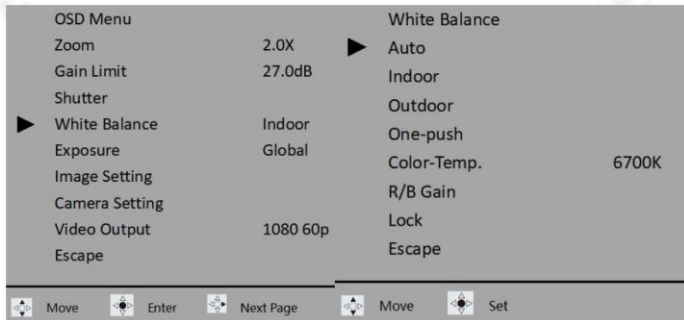 OSD Menu
Zoom 2.0X
Gain Limit 27.0dB
Shutter
White Balance Indoor
Exposure Global
Image Setting
Camera Setting
Video Output 1080 60p
Escape
Move Enter Next Page
White Balance
Auto
Indoor
Outdoor
One-push
Color-Temp. 6700K
R/B Gain
Lock
Escape
Move Set